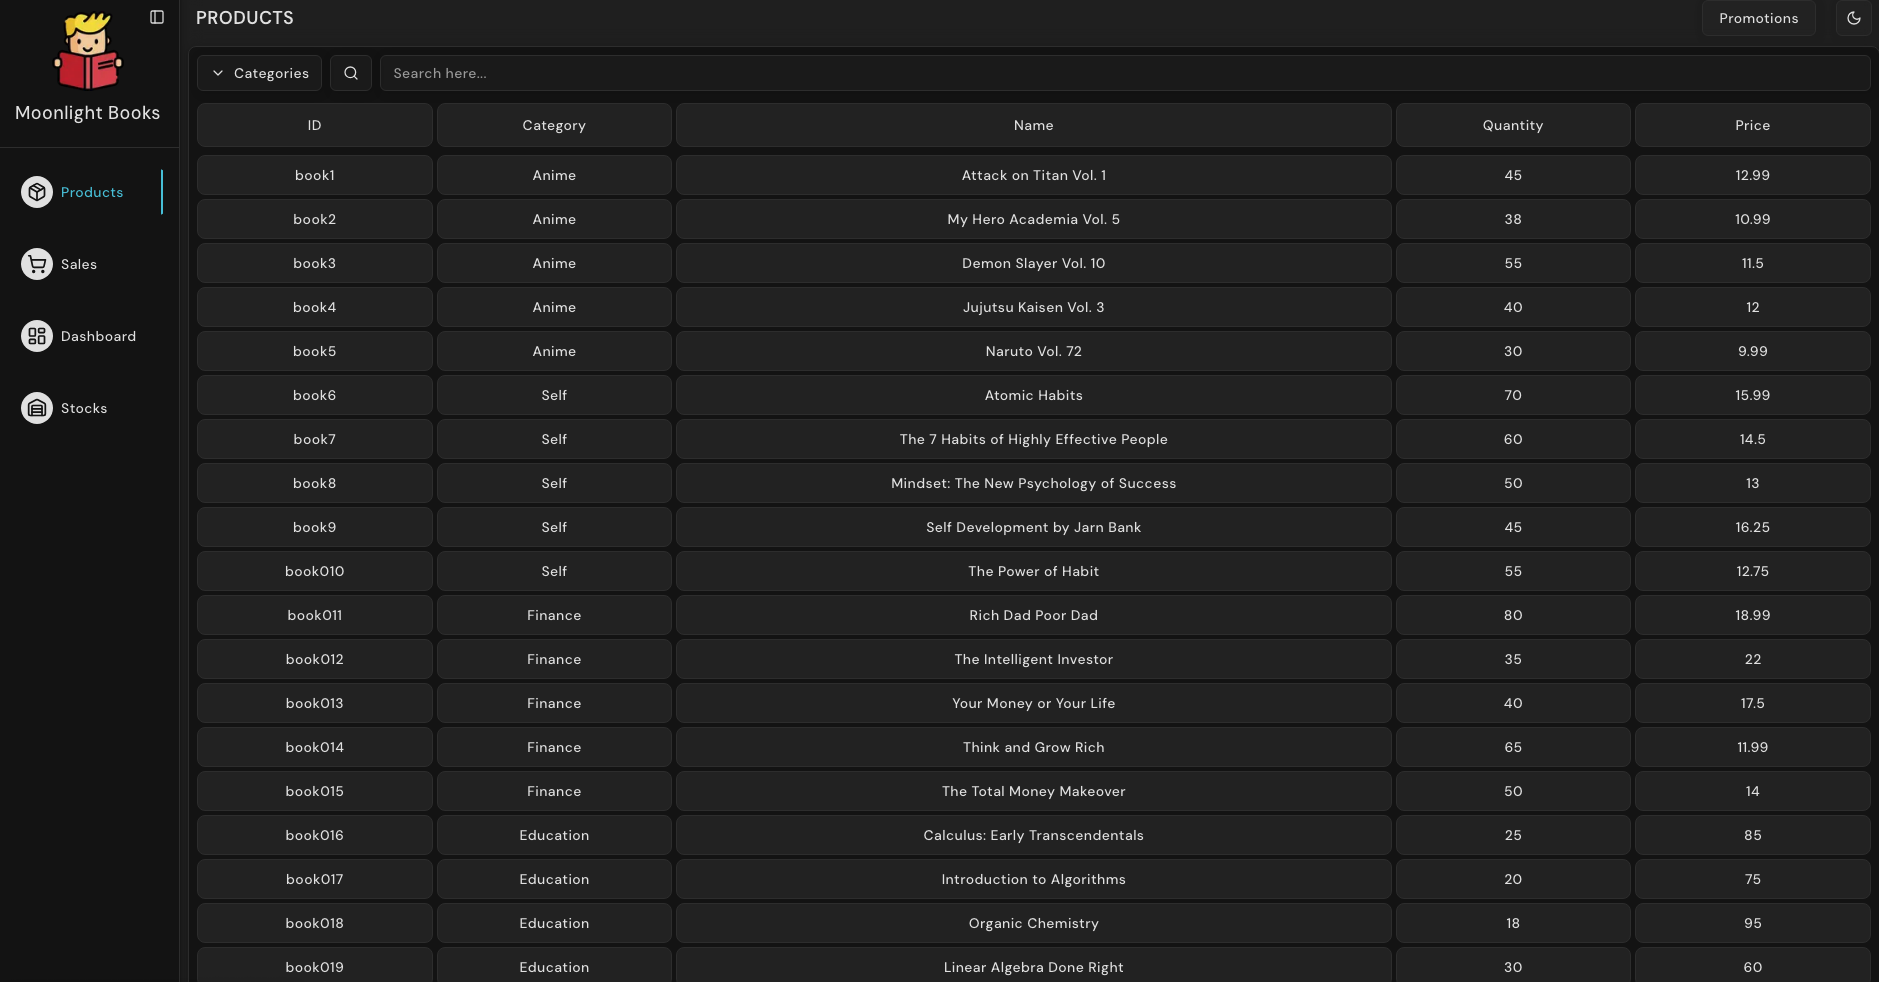 PRODUCTS
Promotions
Moonlight Books
Products
Sales
Dashboard
Stocks
Categories
Search here...
ID Category Name Quantity Price
book1 Anime Attack on Titan Vol. 1 45 12.99
book2 Anime My Hero Academia Vol. 5 38 10.99
book3 Anime Demon Slayer Vol. 10 55 11.5
book4 Anime Jujutsu Kaisen Vol. 3 40 12
book5 Anime Naruto Vol. 72 30 9.99
book6 Self Atomic Habits 70 15.99
book7 Self The 7 Habits of Highly Effective People 60 14.5
book8 Self Mindset: The New Psychology of Success 50 13
book9 Self Self Development by Jarn Bank 45 16.25
book010 Self The Power of Habit 55 12.75
book011 Finance Rich Dad Poor Dad 80 18.99
book012 Finance The Intelligent Investor 35 22
book013 Finance Your Money or Your Life 40 17.5
book014 Finance Think and Grow Rich 65 11.99
book015 Finance The Total Money Makeover 50 14
book016 Education Calculus: Early Transcendentals 25 85
book017 Education Introduction to Algorithms 20 75
book018 Education Organic Chemistry 18 95
book019 Education Linear Algebra Done Right 30 60